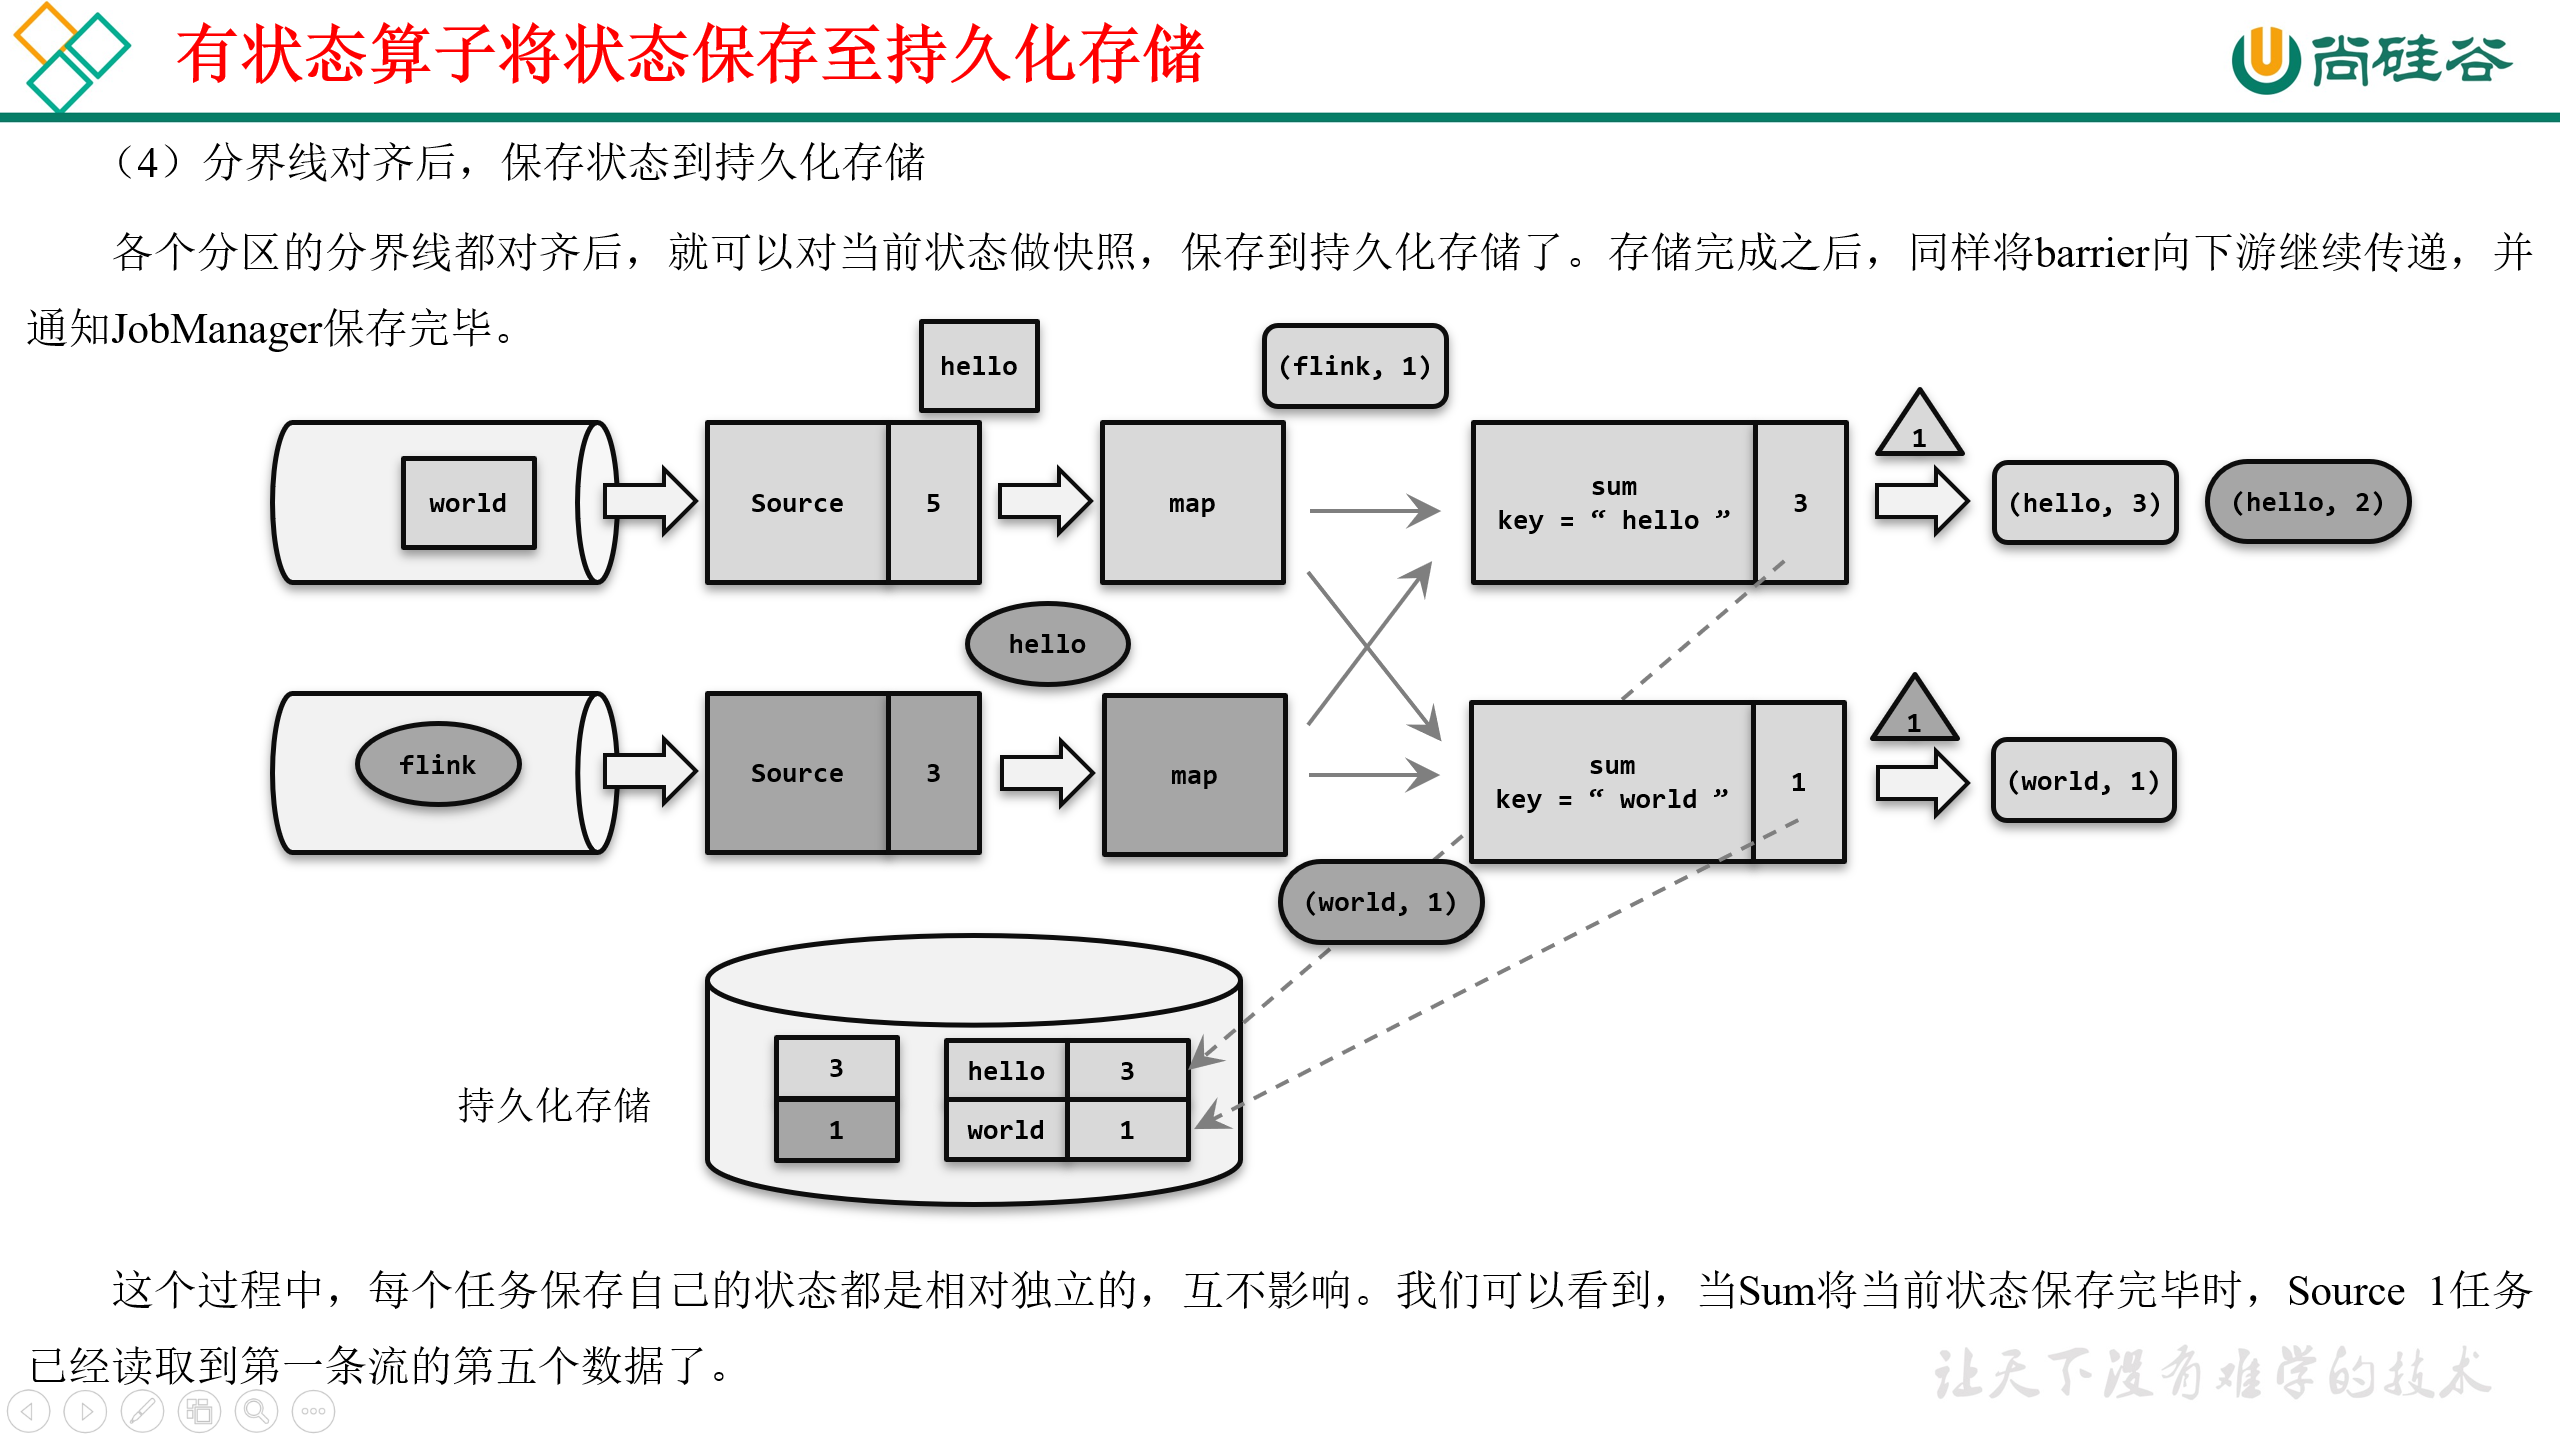 有状态算子将状态保存至持久化存储
尚硅谷
（4）分界线对齐后，保存状态到持久化存储
各个分区的分界线都对齐后，就可以对当前状态做快照，保存到持久化存储了。存储完成之后，同样将barrier向下游继续传递，并
通知JobManager保存完毕。
hello
(flink, 1)
world
Source
5
map
sum
key = “ hello ”
3
1
(hello, 3)
(hello, 2)
hello
flink
Source
3
map
sum
key = “ world ”
1
1
(world, 1)
(world, 1)
持久化存储
3
1
hello
3
world
1
这个过程中，每个任务保存自己的状态都是相对独立的，互不影响。我们可以看到，当Sum将当前状态保存完毕时，Source 1任务
已经读取到第一条流的第五个数据了。
让天下没有难学的技术